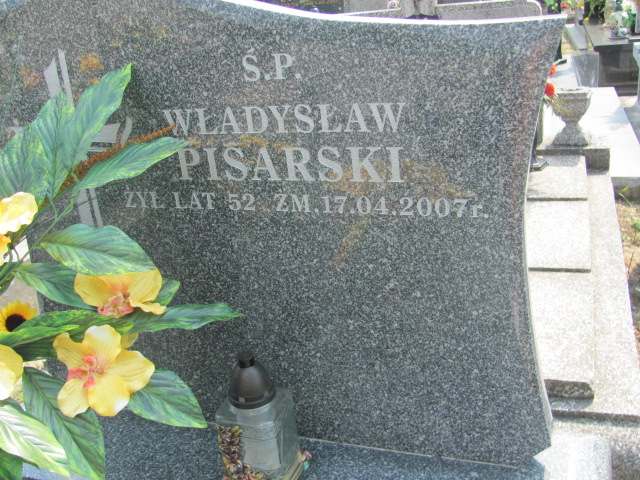 Ś.P.
WŁADYSŁAW
PISARSKI
ŻYŁ LAT 52 ZM.17.04.2007r.